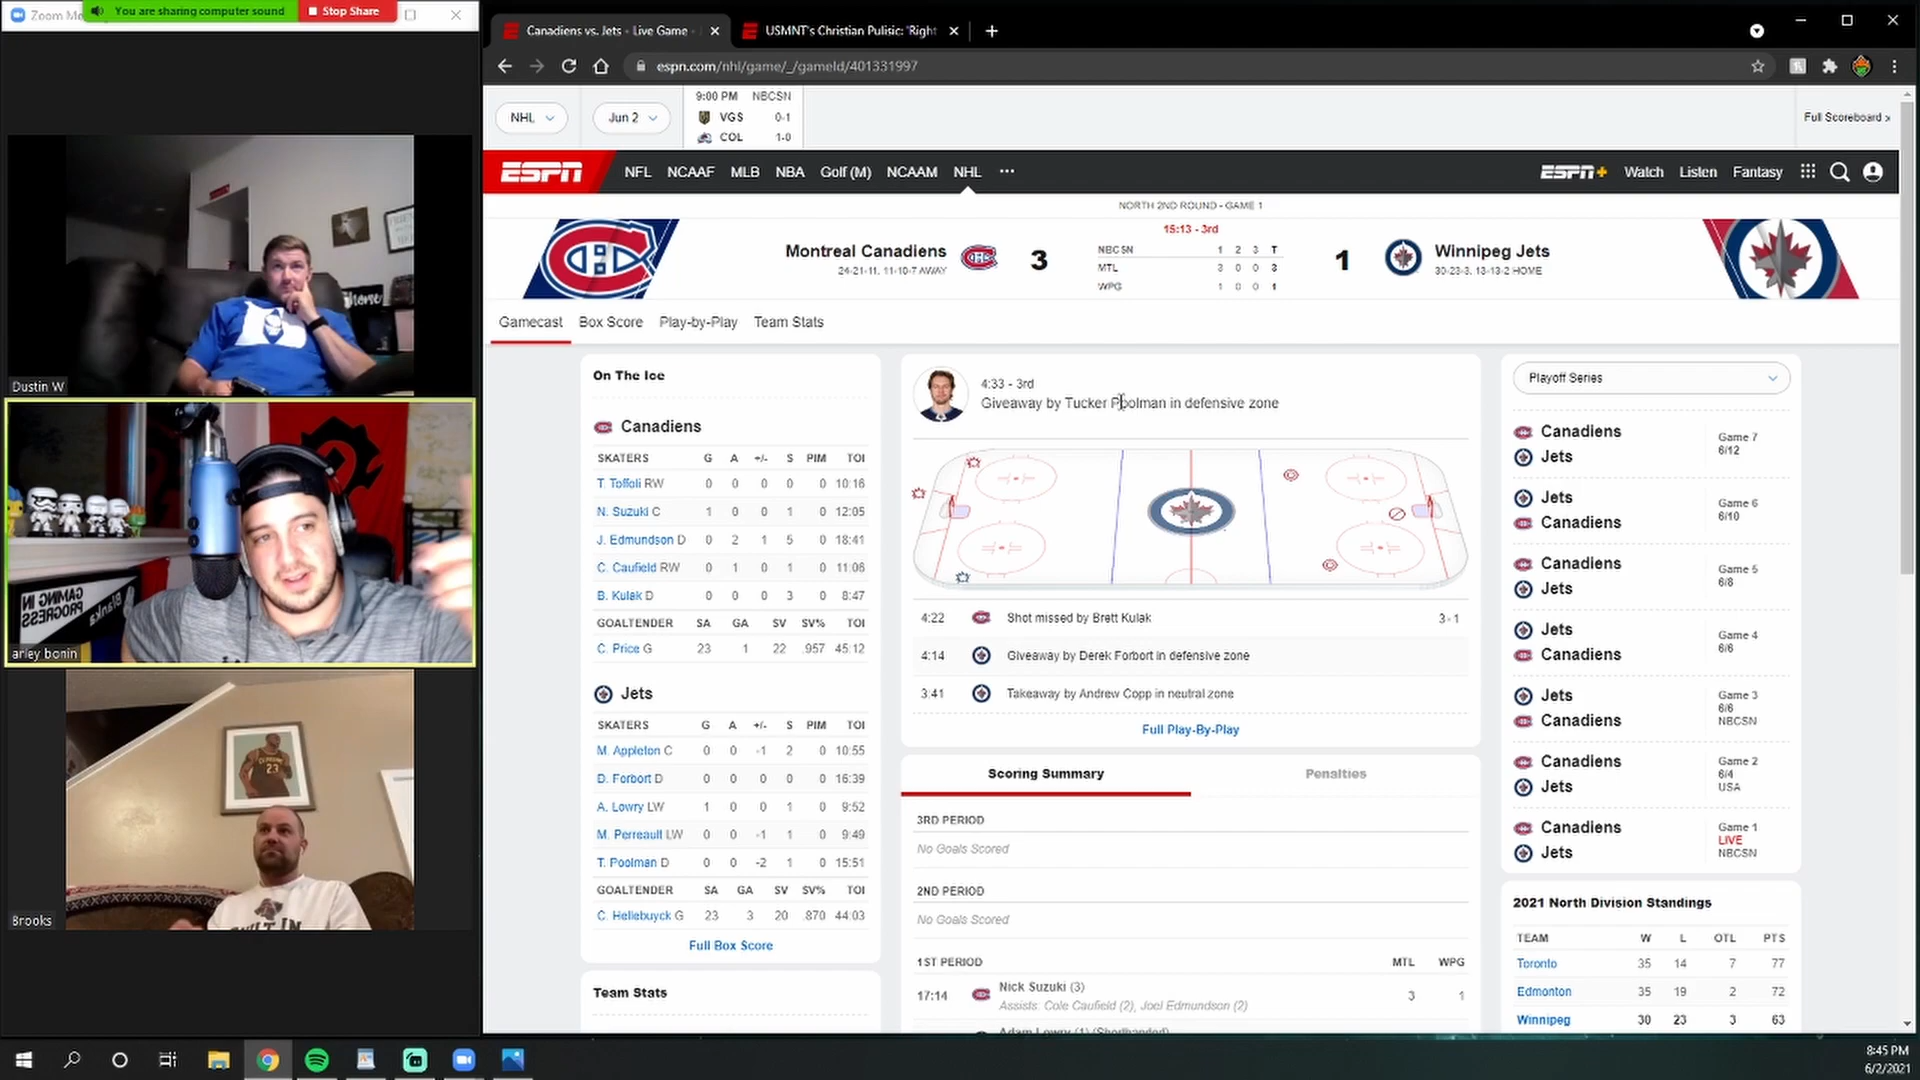 Zoom Me
You are sharing computer sound
Stop Share
Dustin W
home
GAMING IN
PROGRESS
Blanka
arley bonin
23
BUILT IN
Brooks
Canadiens vs. Jets - Live Game -
USMNT's Christian Pulisic: 'Right
espn.com/nhl/game/_/gameId/401331997
NHL
Jun 2
9:00 PM NBCSN
VGS 0-1
COL 1-0
Full Scoreboard »
ESPN NFL NCAAF MLB NBA Golf (M) NCAAM NHL ... ESPN+ Watch Listen Fantasy
NORTH 2ND ROUND - GAME 1
15:13 - 3rd
Montreal Canadiens
24-21-11, 11-10-7 AWAY
3
NBCSN 1 2 3 T
MTL 3 0 0 3
WPG 1 0 0 1
1
Winnipeg Jets
30-23-3, 13-13-2 HOME
Gamecast Box Score Play-by-Play Team Stats
On The Ice
Canadiens
SKATERS G A +/- S PIM TOI
T. Toffoli RW 0 0 0 0 0 10:16
N. Suzuki C 1 0 0 1 0 12:05
J. Edmundson D 0 2 1 5 0 18:41
C. Caufield RW 0 1 0 1 0 11:06
B. Kulak D 0 0 0 3 0 8:47
GOALTENDER SA GA SV SV% TOI
C. Price G 23 1 22 .957 45:12
Jets
SKATERS G A +/- S PIM TOI
M. Appleton C 0 0 -1 2 0 10:55
D. Forbort D 0 0 0 0 0 16:39
A. Lowry LW 1 0 0 1 0 9:52
M. Perreault LW 0 0 -1 1 0 9:49
T. Poolman D 0 0 -2 1 0 15:51
GOALTENDER SA GA SV SV% TOI
C. Hellebuyck G 23 3 20 .870 44:03
Full Box Score
Team Stats
4:33 - 3rd
Giveaway by Tucker Poolman in defensive zone
4:22 Shot missed by Brett Kulak 3 - 1
4:14 Giveaway by Derek Forbort in defensive zone
3:41 Takeaway by Andrew Copp in neutral zone
Full Play-By-Play
Scoring Summary Penalties
3RD PERIOD
No Goals Scored
2ND PERIOD
No Goals Scored
1ST PERIOD MTL WPG
17:14 Nick Suzuki (3) 3 1
Assists: Cole Caufield (2), Joel Edmundson (2)
Adam Lowry (1) (Shorthanded)
Playoff Series
Canadiens Game 7
Jets 6/12
Jets Game 6
Canadiens 6/10
Canadiens Game 5
Jets 6/8
Jets Game 4
Canadiens 6/6
Jets Game 3
Canadiens 6/6
NBCSN
Canadiens Game 2
Jets 6/4
USA
Canadiens Game 1
Jets LIVE
NBCSN
2021 North Division Standings
TEAM W L OTL PTS
Toronto 35 14 7 77
Edmonton 35 19 2 72
Winnipeg 30 23 3 63
8:45 PM
6/2/2021